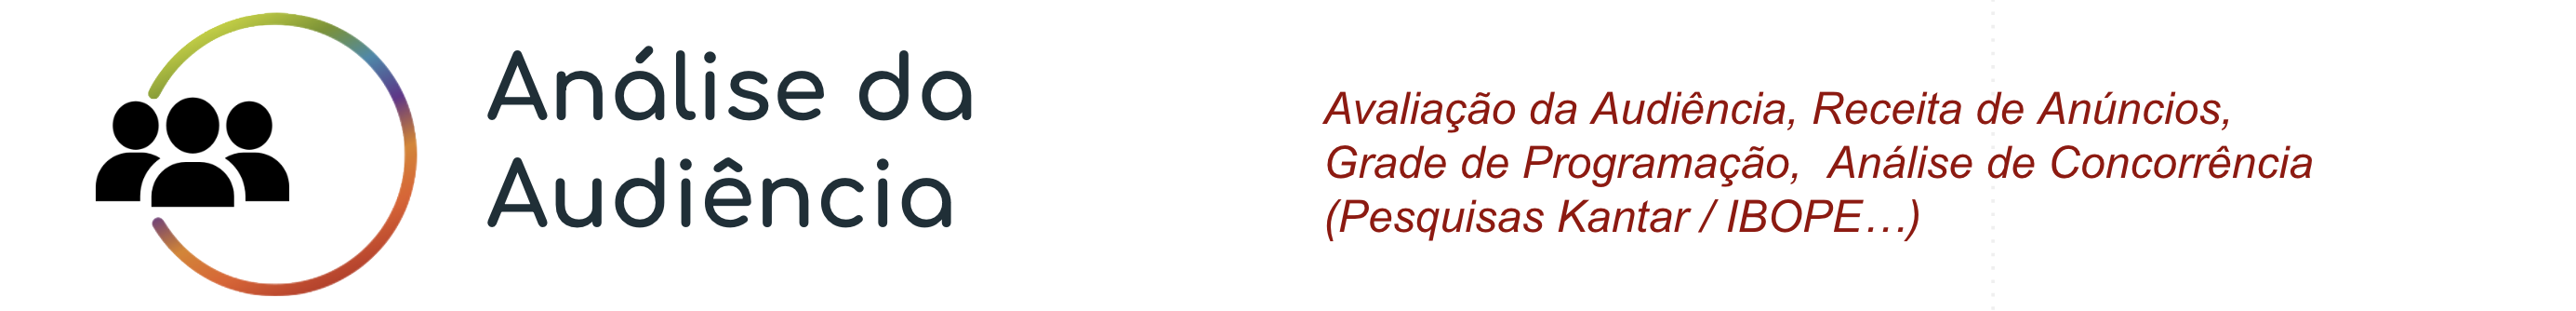 Análise da
Audiência
Avaliação da Audiência, Receita de Anúncios,
Grade de Programação,  Análise de Concorrência
(Pesquisas Kantar / IBOPE…)